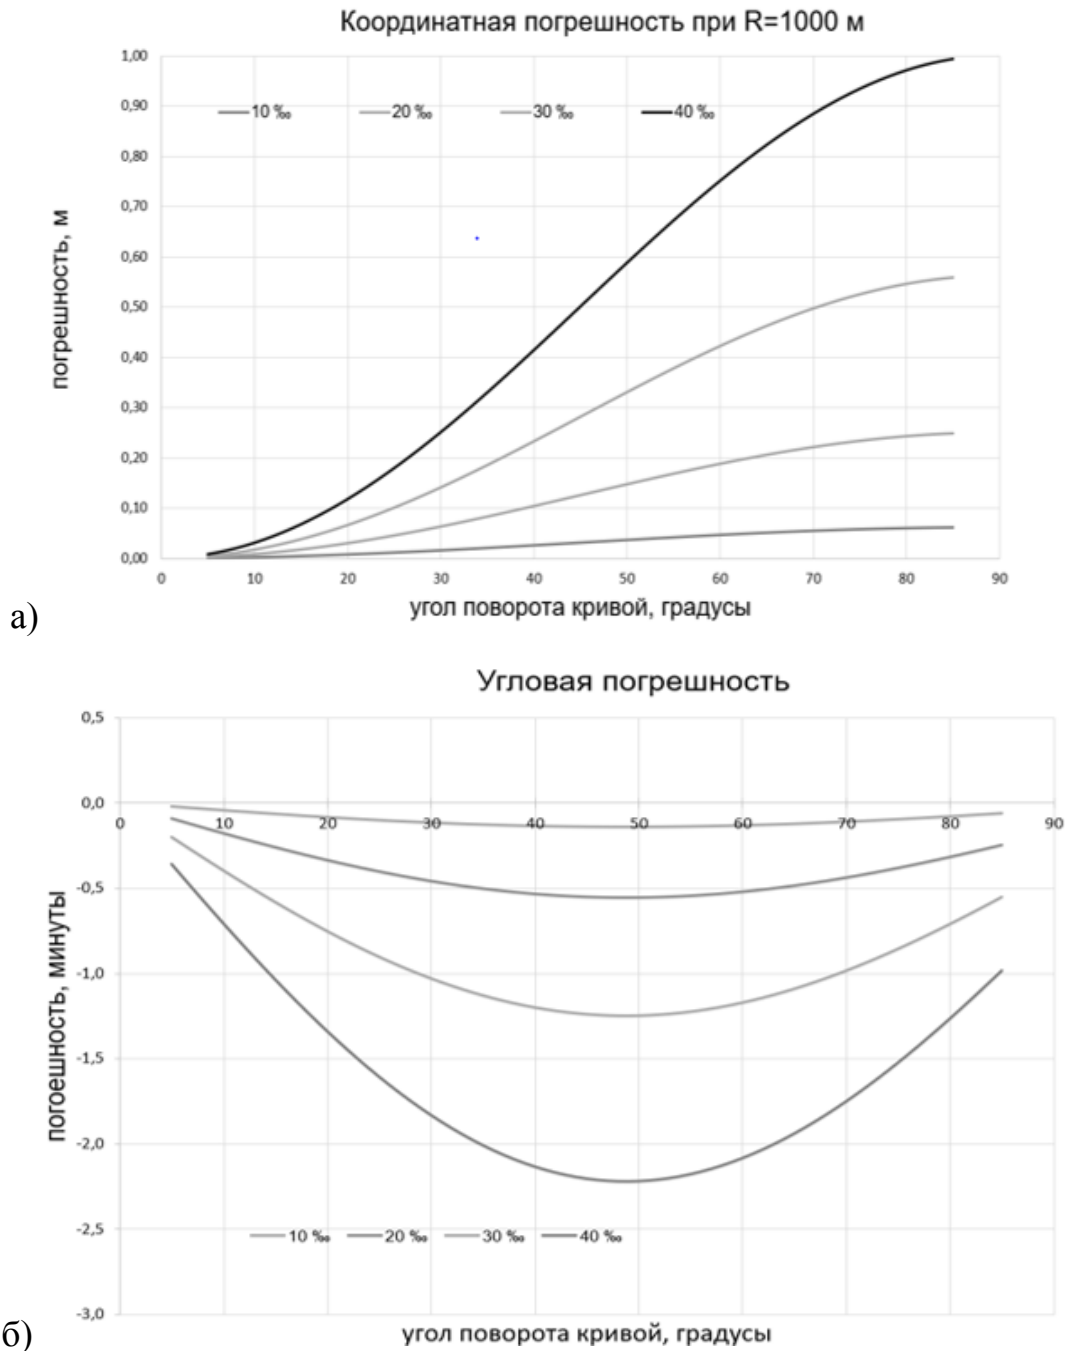 Координатная погрешность при R=1000 м
1,00
10 ‰ 20 ‰ 30 ‰ 40 ‰
0,90
0,80
0,70
0,60
0,50
0,40
0,30
0,20
0,10
0,00
погрешность, м
0 10 20 30 40 50 60 70 80 90
угол поворота кривой, градусы
а)
Угловая погрешность
0,5
0,0
0 10 20 30 40 50 60 70 80 90
-0,5
-1,0
-1,5
-2,0
-2,5
-3,0
погоешность, минуты
10 ‰ 20 ‰ 30 ‰ 40 ‰
угол поворота кривой, градусы
б)